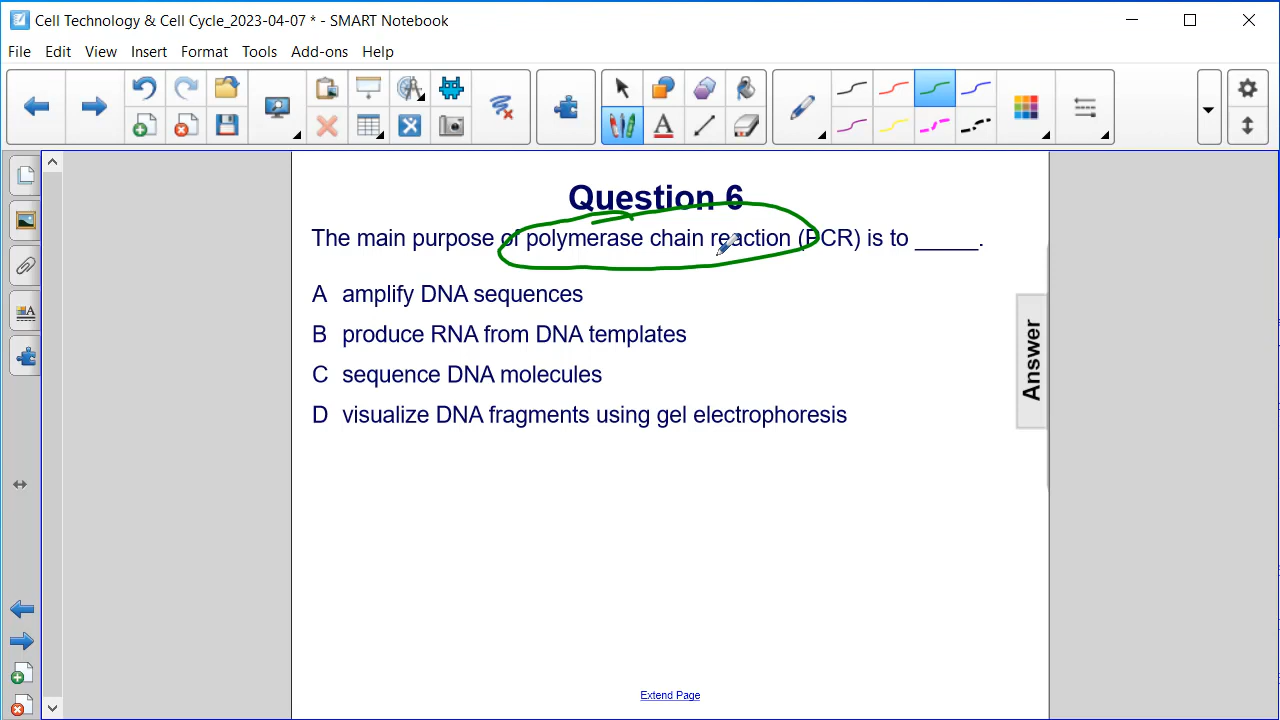 Cell Technology & Cell Cycle_2023-04-07 * - SMART Notebook
File Edit View Insert Format Tools Add-ons Help
Question 6
The main purpose of polymerase chain reaction (PCR) is to _____.
A amplify DNA sequences
B produce RNA from DNA templates
C sequence DNA molecules
D visualize DNA fragments using gel electrophoresis
Answer
Extend Page